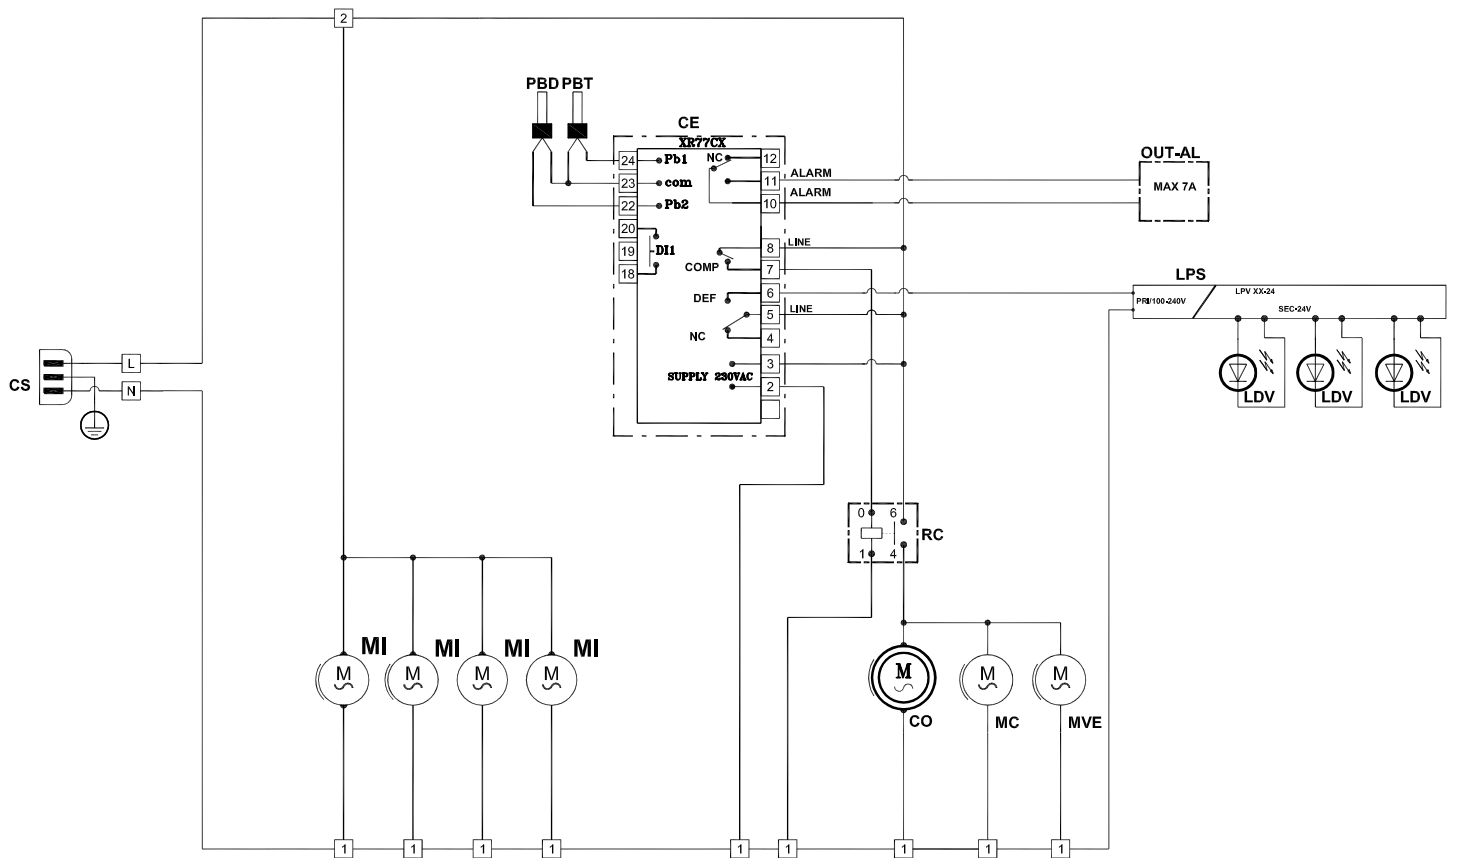 2
PBD PBT
CE
XR77CX
24 Pb1 NC 12
23 com 11 ALARM
22 Pb2 10 ALARM
20
19 DI1
18
8 LINE
COMP 7
DEF 6
5 LINE
NC 4
3
SUPPLY 230VAC
2
OUT-AL
MAX 7A
LPS
PRI/100-240V
LPV XX-24
SEC-24V
LDV LDV LDV
CS
L
N
0 6
1 4
RC
MI MI MI MI
M M M M
M M M
CO MC MVE
1 1 1 1 1 1 1 1 1